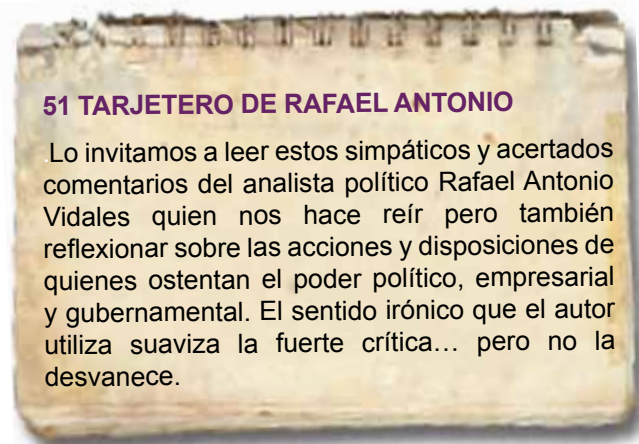 51 TARJETERO DE RAFAEL ANTONIO
Lo invitamos a leer estos simpáticos y acertados
comentarios del analista político Rafael Antonio
Vidales quien nos hace reír pero también
reflexionar sobre las acciones y disposiciones de
quienes ostentan el poder político, empresarial
y gubernamental. El sentido irónico que el autor
utiliza suaviza la fuerte crítica… pero no la
desvanece.